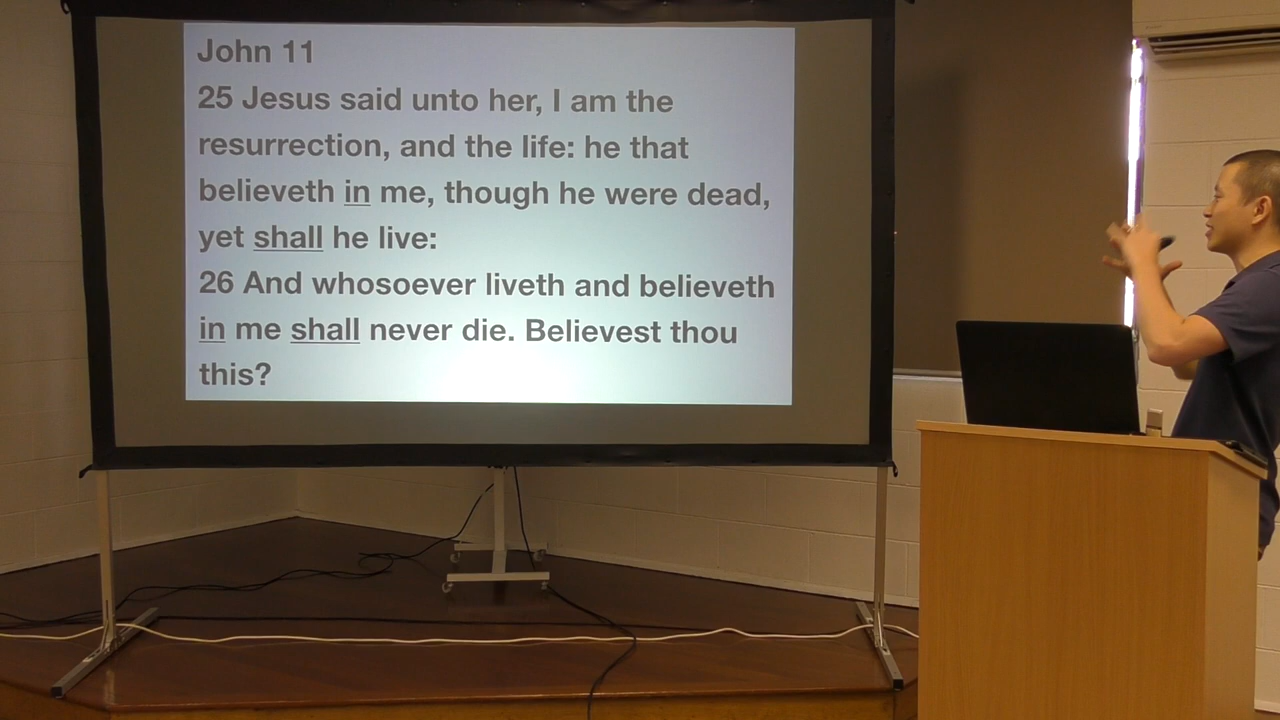 John 11
25 Jesus said unto her, I am the
resurrection, and the life: he that
believeth in me, though he were dead,
yet shall he live:
26 And whosoever liveth and believeth
in me shall never die. Believest thou
this?